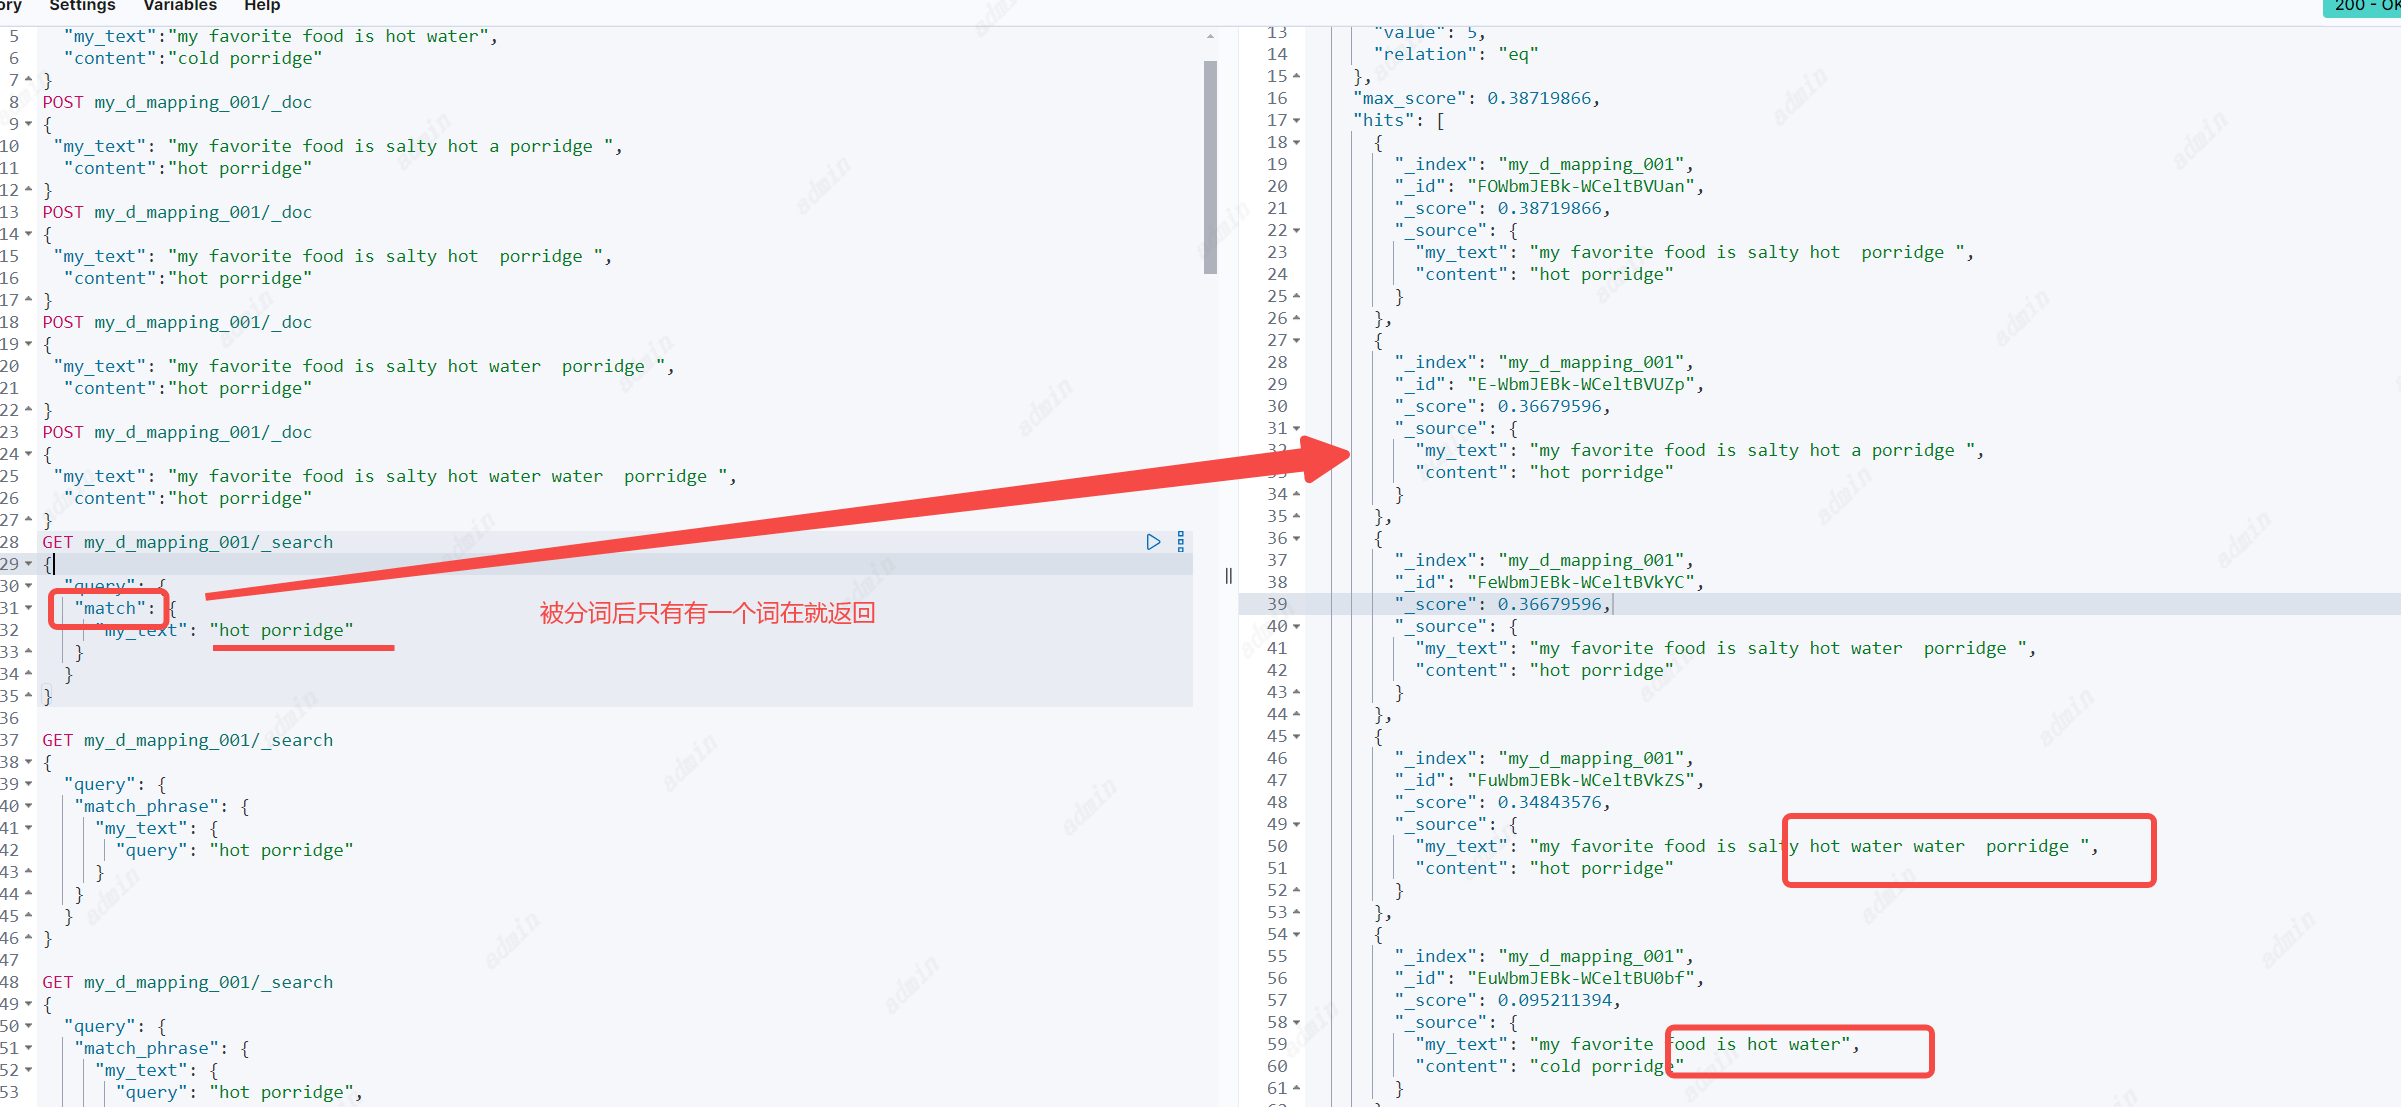 ory Settings Variables Help
200 - OK
5 "my_text":"my favorite food is hot water",
6 "content":"cold porridge"
7 }
8 POST my_d_mapping_001/_doc
9 {
10 "my_text": "my favorite food is salty hot a porridge ",
11 "content":"hot porridge"
12 }
13 POST my_d_mapping_001/_doc
14 {
15 "my_text": "my favorite food is salty hot  porridge ",
16 "content":"hot porridge"
17 }
18 POST my_d_mapping_001/_doc
19 {
20 "my_text": "my favorite food is salty hot water  porridge ",
21 "content":"hot porridge"
22 }
23 POST my_d_mapping_001/_doc
24 {
25 "my_text": "my favorite food is salty hot water water  porridge ",
26 "content":"hot porridge"
27 }
28 GET my_d_mapping_001/_search
29 {
30 "query": {
31 "match": {
32 "my_text": "hot porridge"
33 }
34 }
35 }
36
37 GET my_d_mapping_001/_search
38 {
39 "query": {
40 "match_phrase": {
41 "my_text": {
42 "query": "hot porridge"
43 }
44 }
45 }
46 }
47
48 GET my_d_mapping_001/_search
49 {
50 "query": {
51 "match_phrase": {
52 "my_text": {
53 "query": "hot porridge",
被分词后只有有一个词在就返回
13 "value": 5,
14 "relation": "eq"
15 },
16 "max_score": 0.38719866,
17 "hits": [
18 {
19 "_index": "my_d_mapping_001",
20 "_id": "FOWbmJEBk-WCeltBVUan",
21 "_score": 0.38719866,
22 "_source": {
23 "my_text": "my favorite food is salty hot  porridge ",
24 "content": "hot porridge"
25 }
26 },
27 {
28 "_index": "my_d_mapping_001",
29 "_id": "E-WbmJEBk-WCeltBVUZp",
30 "_score": 0.36679596,
31 "_source": {
32 "my_text": "my favorite food is salty hot a porridge ",
33 "content": "hot porridge"
34 }
35 },
36 {
37 "_index": "my_d_mapping_001",
38 "_id": "FeWbmJEBk-WCeltBVkYC",
39 "_score": 0.36679596,
40 "_source": {
41 "my_text": "my favorite food is salty hot water  porridge ",
42 "content": "hot porridge"
43 }
44 },
45 {
46 "_index": "my_d_mapping_001",
47 "_id": "FuWbmJEBk-WCeltBVkZS",
48 "_score": 0.34843576,
49 "_source": {
50 "my_text": "my favorite food is salty hot water water  porridge ",
51 "content": "hot porridge"
52 }
53 },
54 {
55 "_index": "my_d_mapping_001",
56 "_id": "EuWbmJEBk-WCeltBU0bf",
57 "_score": 0.095211394,
58 "_source": {
59 "my_text": "my favorite food is hot water",
60 "content": "cold porridge"
61 }